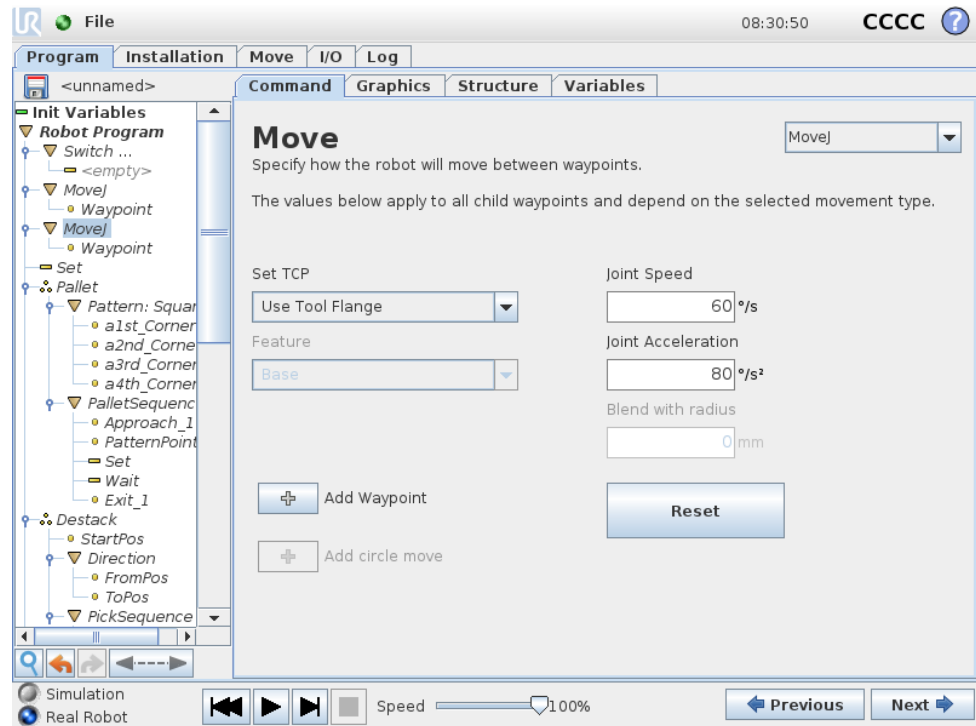 UR File 08:30:50 CCCC ?
Program Installation Move I/O Log
<unnamed> Command Graphics Structure Variables
Init Variables
Robot Program
Switch ...
<empty>
MoveJ
Waypoint
MoveJ
Waypoint
Set
Pallet
Pattern: Squar
a1st_Corner
a2nd_Corne
a3rd_Corner
a4th_Corner
PalletSequenc
Approach_1
PatternPoint
Set
Wait
Exit_1
Destack
StartPos
Direction
FromPos
ToPos
PickSequence
Move MoveJ
Specify how the robot will move between waypoints.
The values below apply to all child waypoints and depend on the selected movement type.
Set TCP
Use Tool Flange
Feature
Base
Joint Speed
60 °/s
Joint Acceleration
80 °/s²
Blend with radius
0 mm
Add Waypoint
Add circle move
Reset
Simulation
Real Robot
Speed 100%
Previous Next